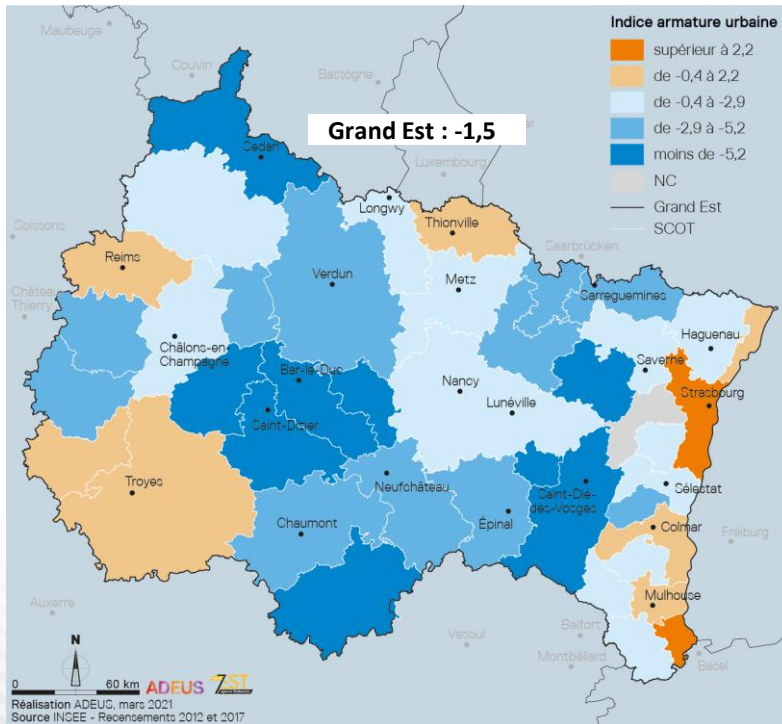 Indice armature urbaine
supérieur à 2,2
de -0,4 à 2,2
de -0,4 à -2,9
de -2,9 à -5,2
moins de -5,2
NC
Grand Est
SCOT
Maubeuge
Couvin
Bastogne
Grand Est : -1,5
Sedan
Luxembourg
Longwy
Thionville
Soissons
Reims
Saarbrücken
Verdun
Metz
Sarreguemines
Château-
Thierry
Haguenau
Châlons-en-
Champagne
Saverne
Bar-le-Duc
Nancy
Strasbourg
Saint-Dizier
Lunéville
Troyes
Neufchâteau
Saint-Dié-
des-Vosges
Sélestat
Chaumont
Épinal
Colmar
Freiburg
Auxerre
Mulhouse
Vesoul
Belfort
Montbéliard
Basel
N
0 60 km
ADEUS
7EST
Réalisation ADEUS, mars 2021
Source INSEE - Recensements 2012 et 2017